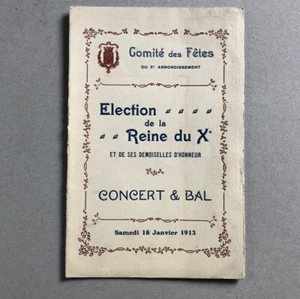 Comité des Fêtes
DU Xᵉ ARRONDISSEMENT
Election
de la
Reine du Xᵉ
ET DE SES DEMOISELLES D'HONNEUR
CONCERT & BAL
Samedi 18 Janvier 1913